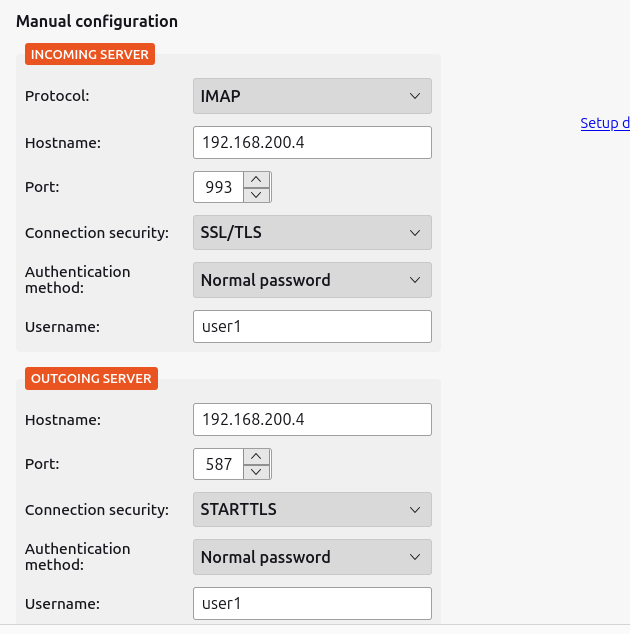 Manual configuration
INCOMING SERVER
Protocol: IMAP
Setup d
Hostname: 192.168.200.4
Port: 993
Connection security: SSL/TLS
Authentication
method: Normal password
Username: user1
OUTGOING SERVER
Hostname: 192.168.200.4
Port: 587
Connection security: STARTTLS
Authentication
method: Normal password
Username: user1